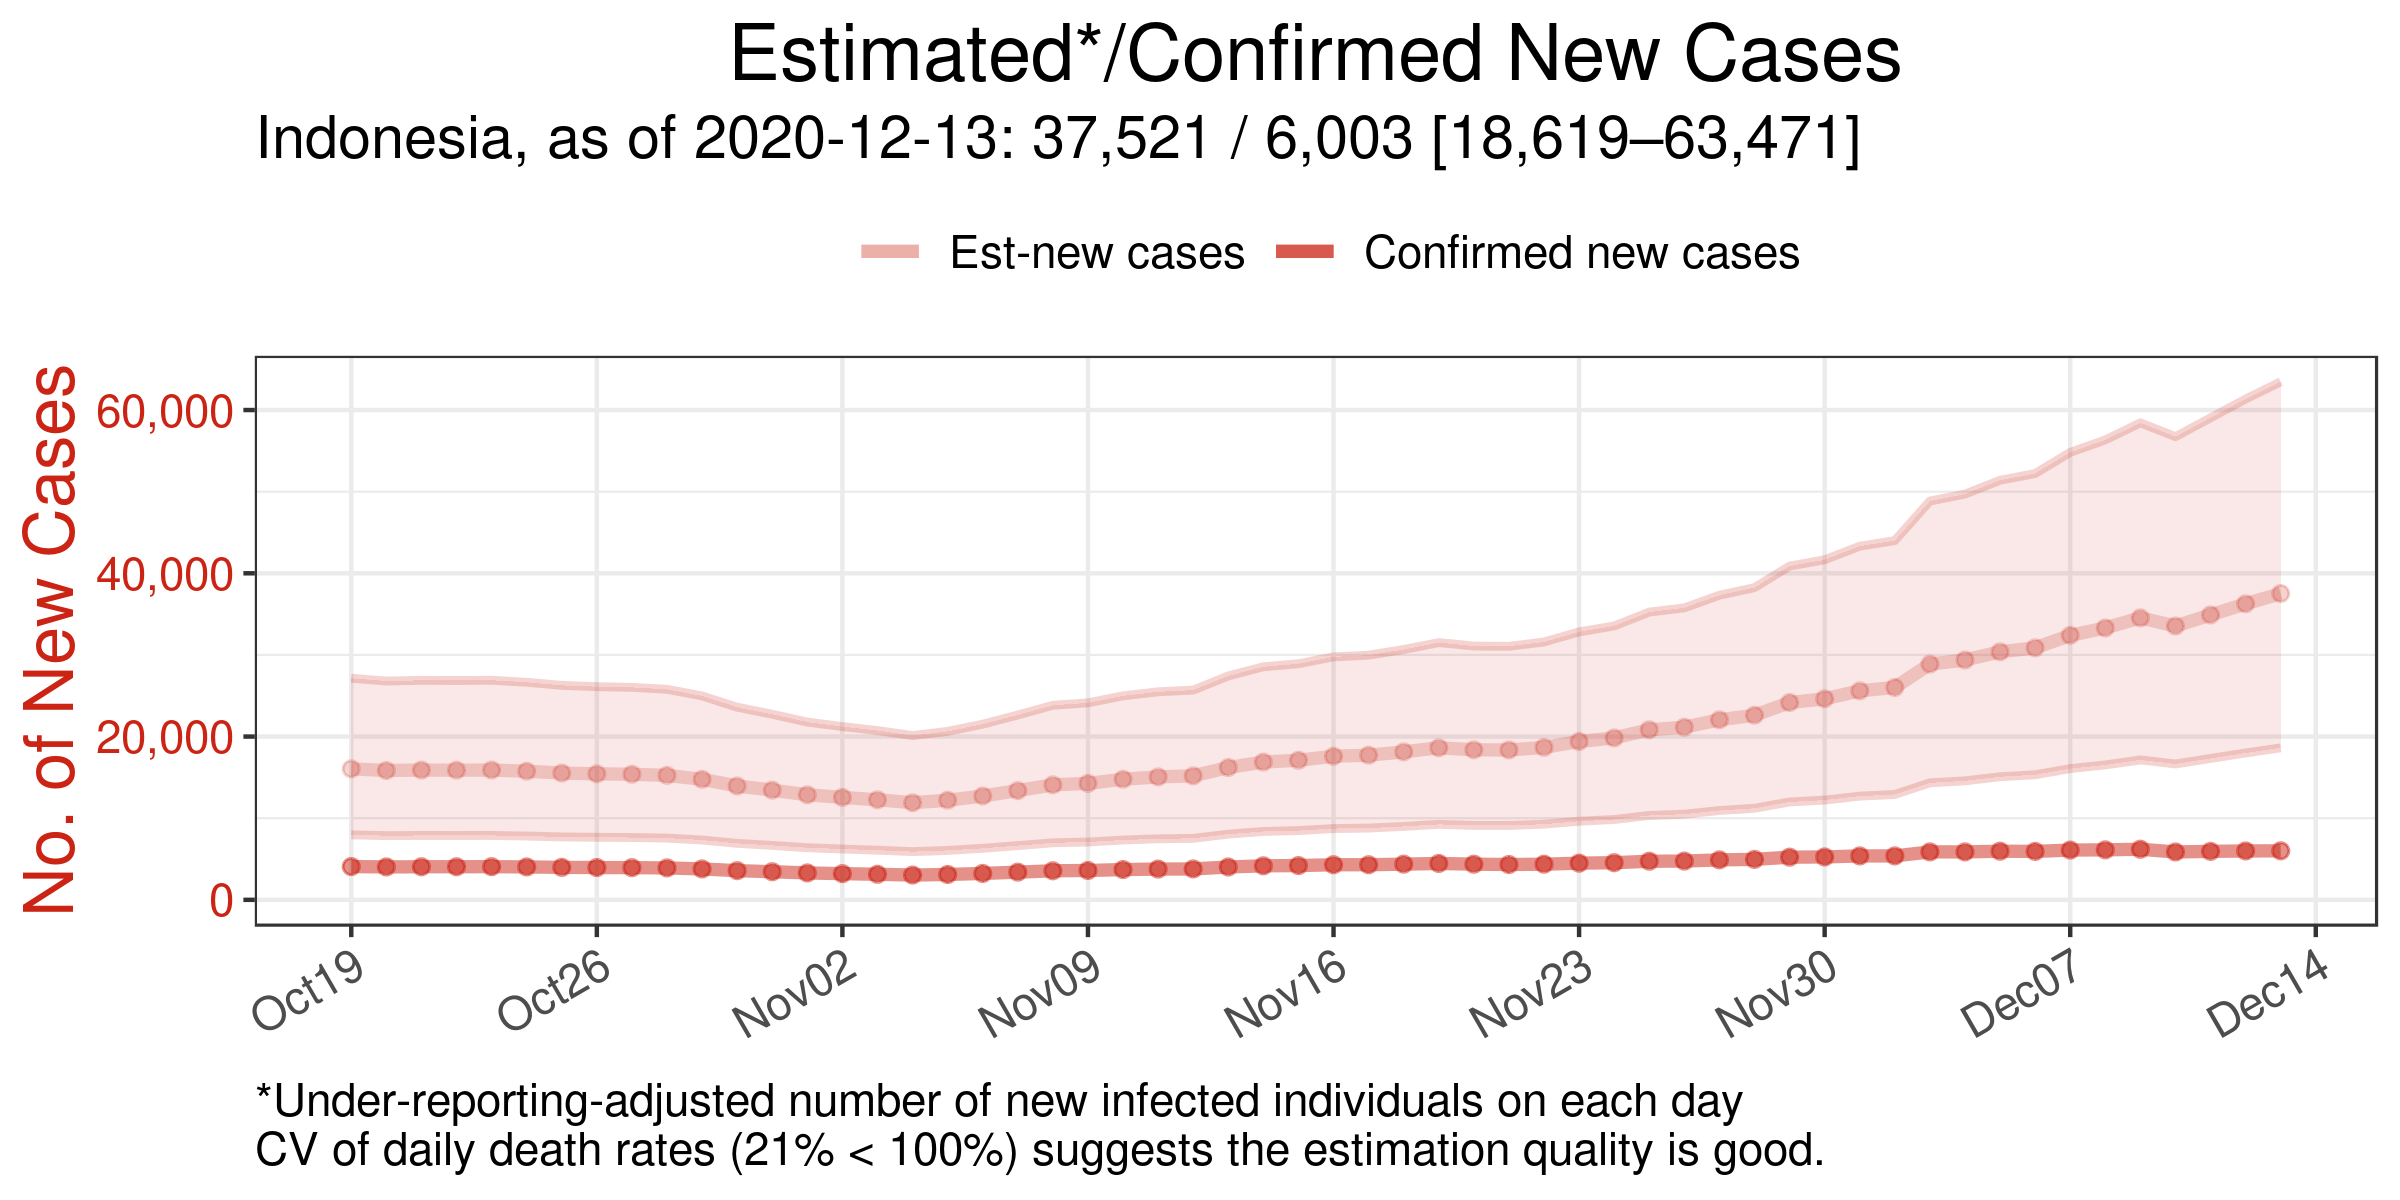 Estimated*/Confirmed New Cases
Indonesia, as of 2020-12-13: 37,521 / 6,003 [18,619–63,471]
Est-new cases Confirmed new cases
No. of New Cases
60,000
40,000
20,000
0
Oct19 Oct26 Nov02 Nov09 Nov16 Nov23 Nov30 Dec07 Dec14
*Under-reporting-adjusted number of new infected individuals on each day
CV of daily death rates (21% < 100%) suggests the estimation quality is good.